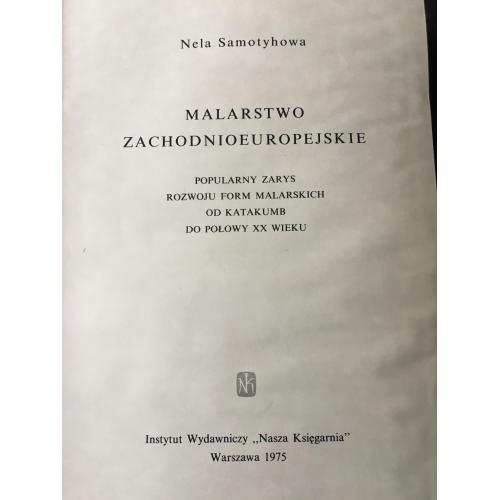 Nela Samotyhowa
MALARSTWO
ZACHODNIOEUROPEJSKIE
POPULARNY ZARYS
ROZWOJU FORM MALARSKICH
OD KATAKUMB
DO POŁOWY XX WIEKU
NK
Instytut Wydawniczy „Nasza Księgarnia”
Warszawa 1975